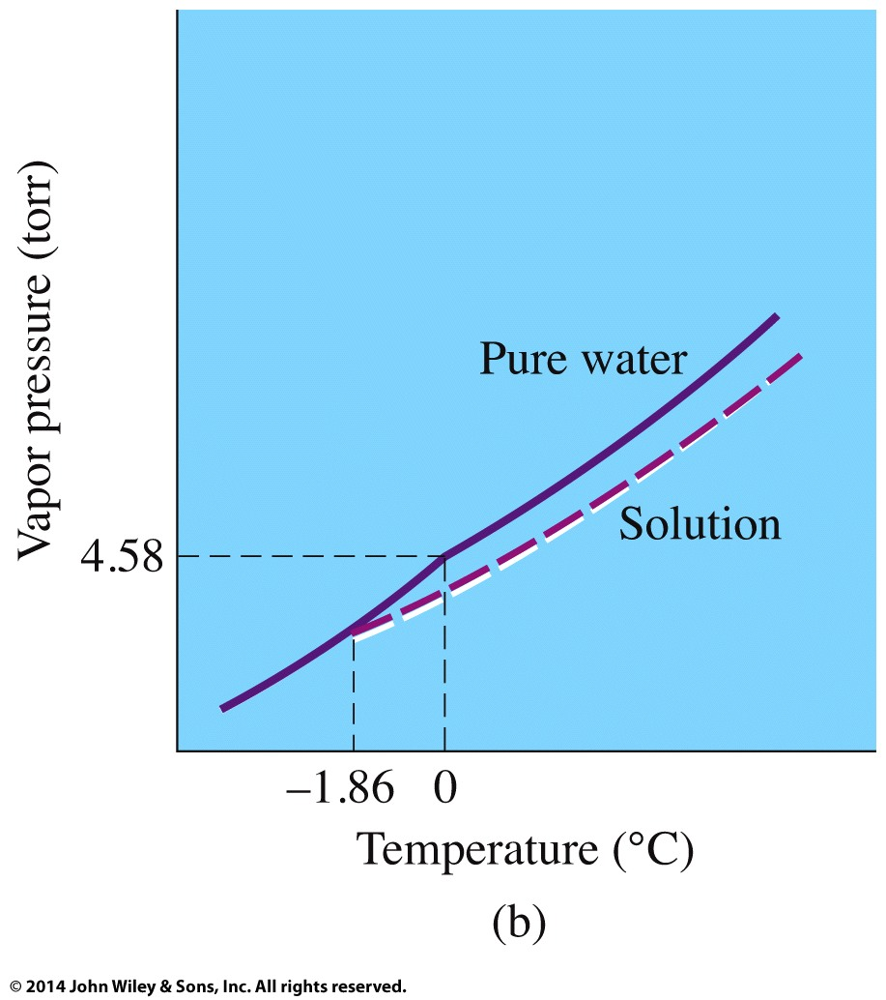 Vapor pressure (torr)
Pure water
Solution
4.58
–1.86 0
Temperature (°C)
(b)
© 2014 John Wiley & Sons, Inc. All rights reserved.